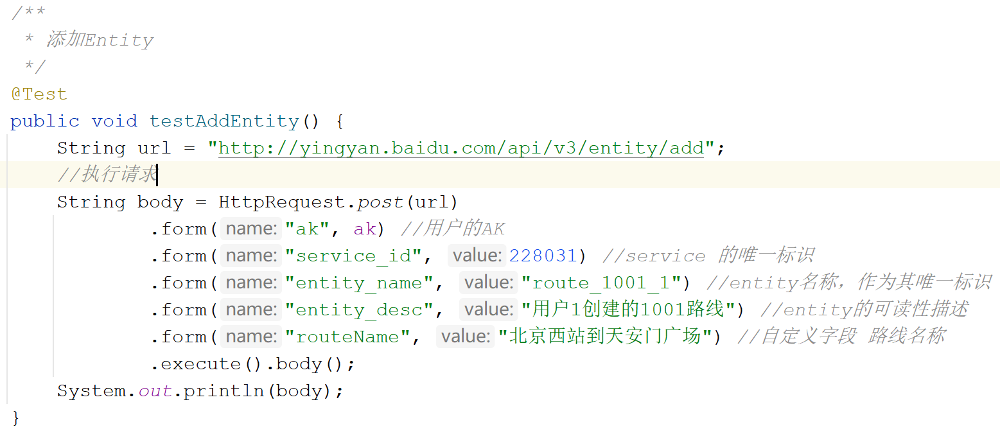 /**
 * 添加Entity
 */
@Test
public void testAddEntity() {
    String url = "http://yingyan.baidu.com/api/v3/entity/add";
    //执行请求
    String body = HttpRequest.post(url)
            .form( name: "ak", ak) //用户的AK
            .form( name: "service_id", value: 228031) //service 的唯一标识
            .form( name: "entity_name", value: "route_1001_1") //entity名称，作为其唯一标识
            .form( name: "entity_desc", value: "用户1创建的1001路线") //entity的可读性描述
            .form( name: "routeName", value: "北京西站到天安门广场") //自定义字段 路线名称
            .execute().body();
    System.out.println(body);
}